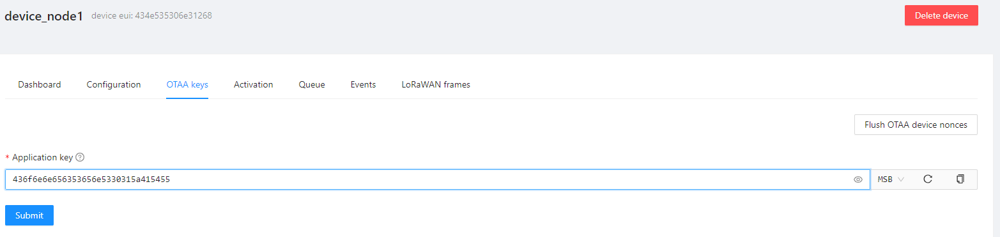 device_node1 device eui: 434e535306e31268 Delete device
Dashboard Configuration OTAA keys Activation Queue Events LoRaWAN frames
Flush OTAA device nonces
* Application key
436f6e6e656353656e5330315a415455 MSB
Submit